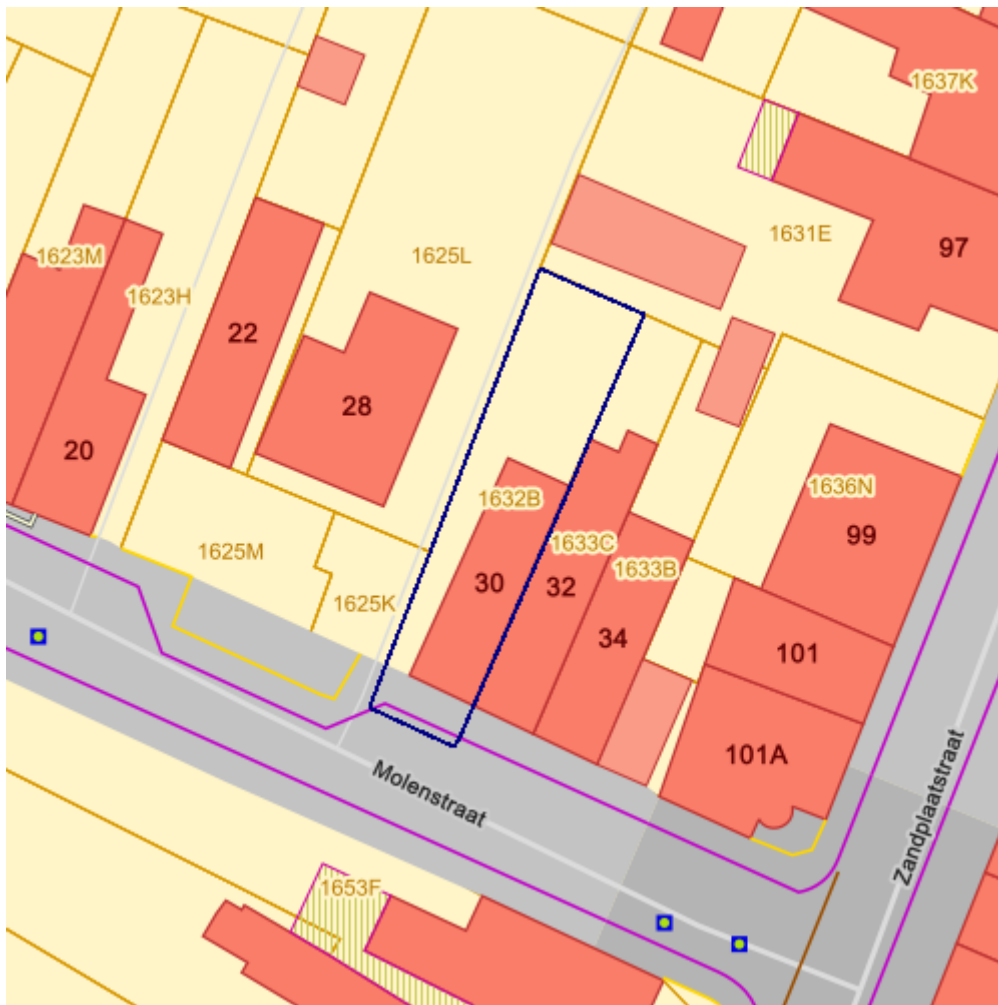 1637K
1631E
97
1623M
1625L
1623H
22
28
20
1632B
1636N
99
1633C
1625M
1633B
30
32
1625K
34
101
101A
Molenstraat
Zandplaatstraat
1653F